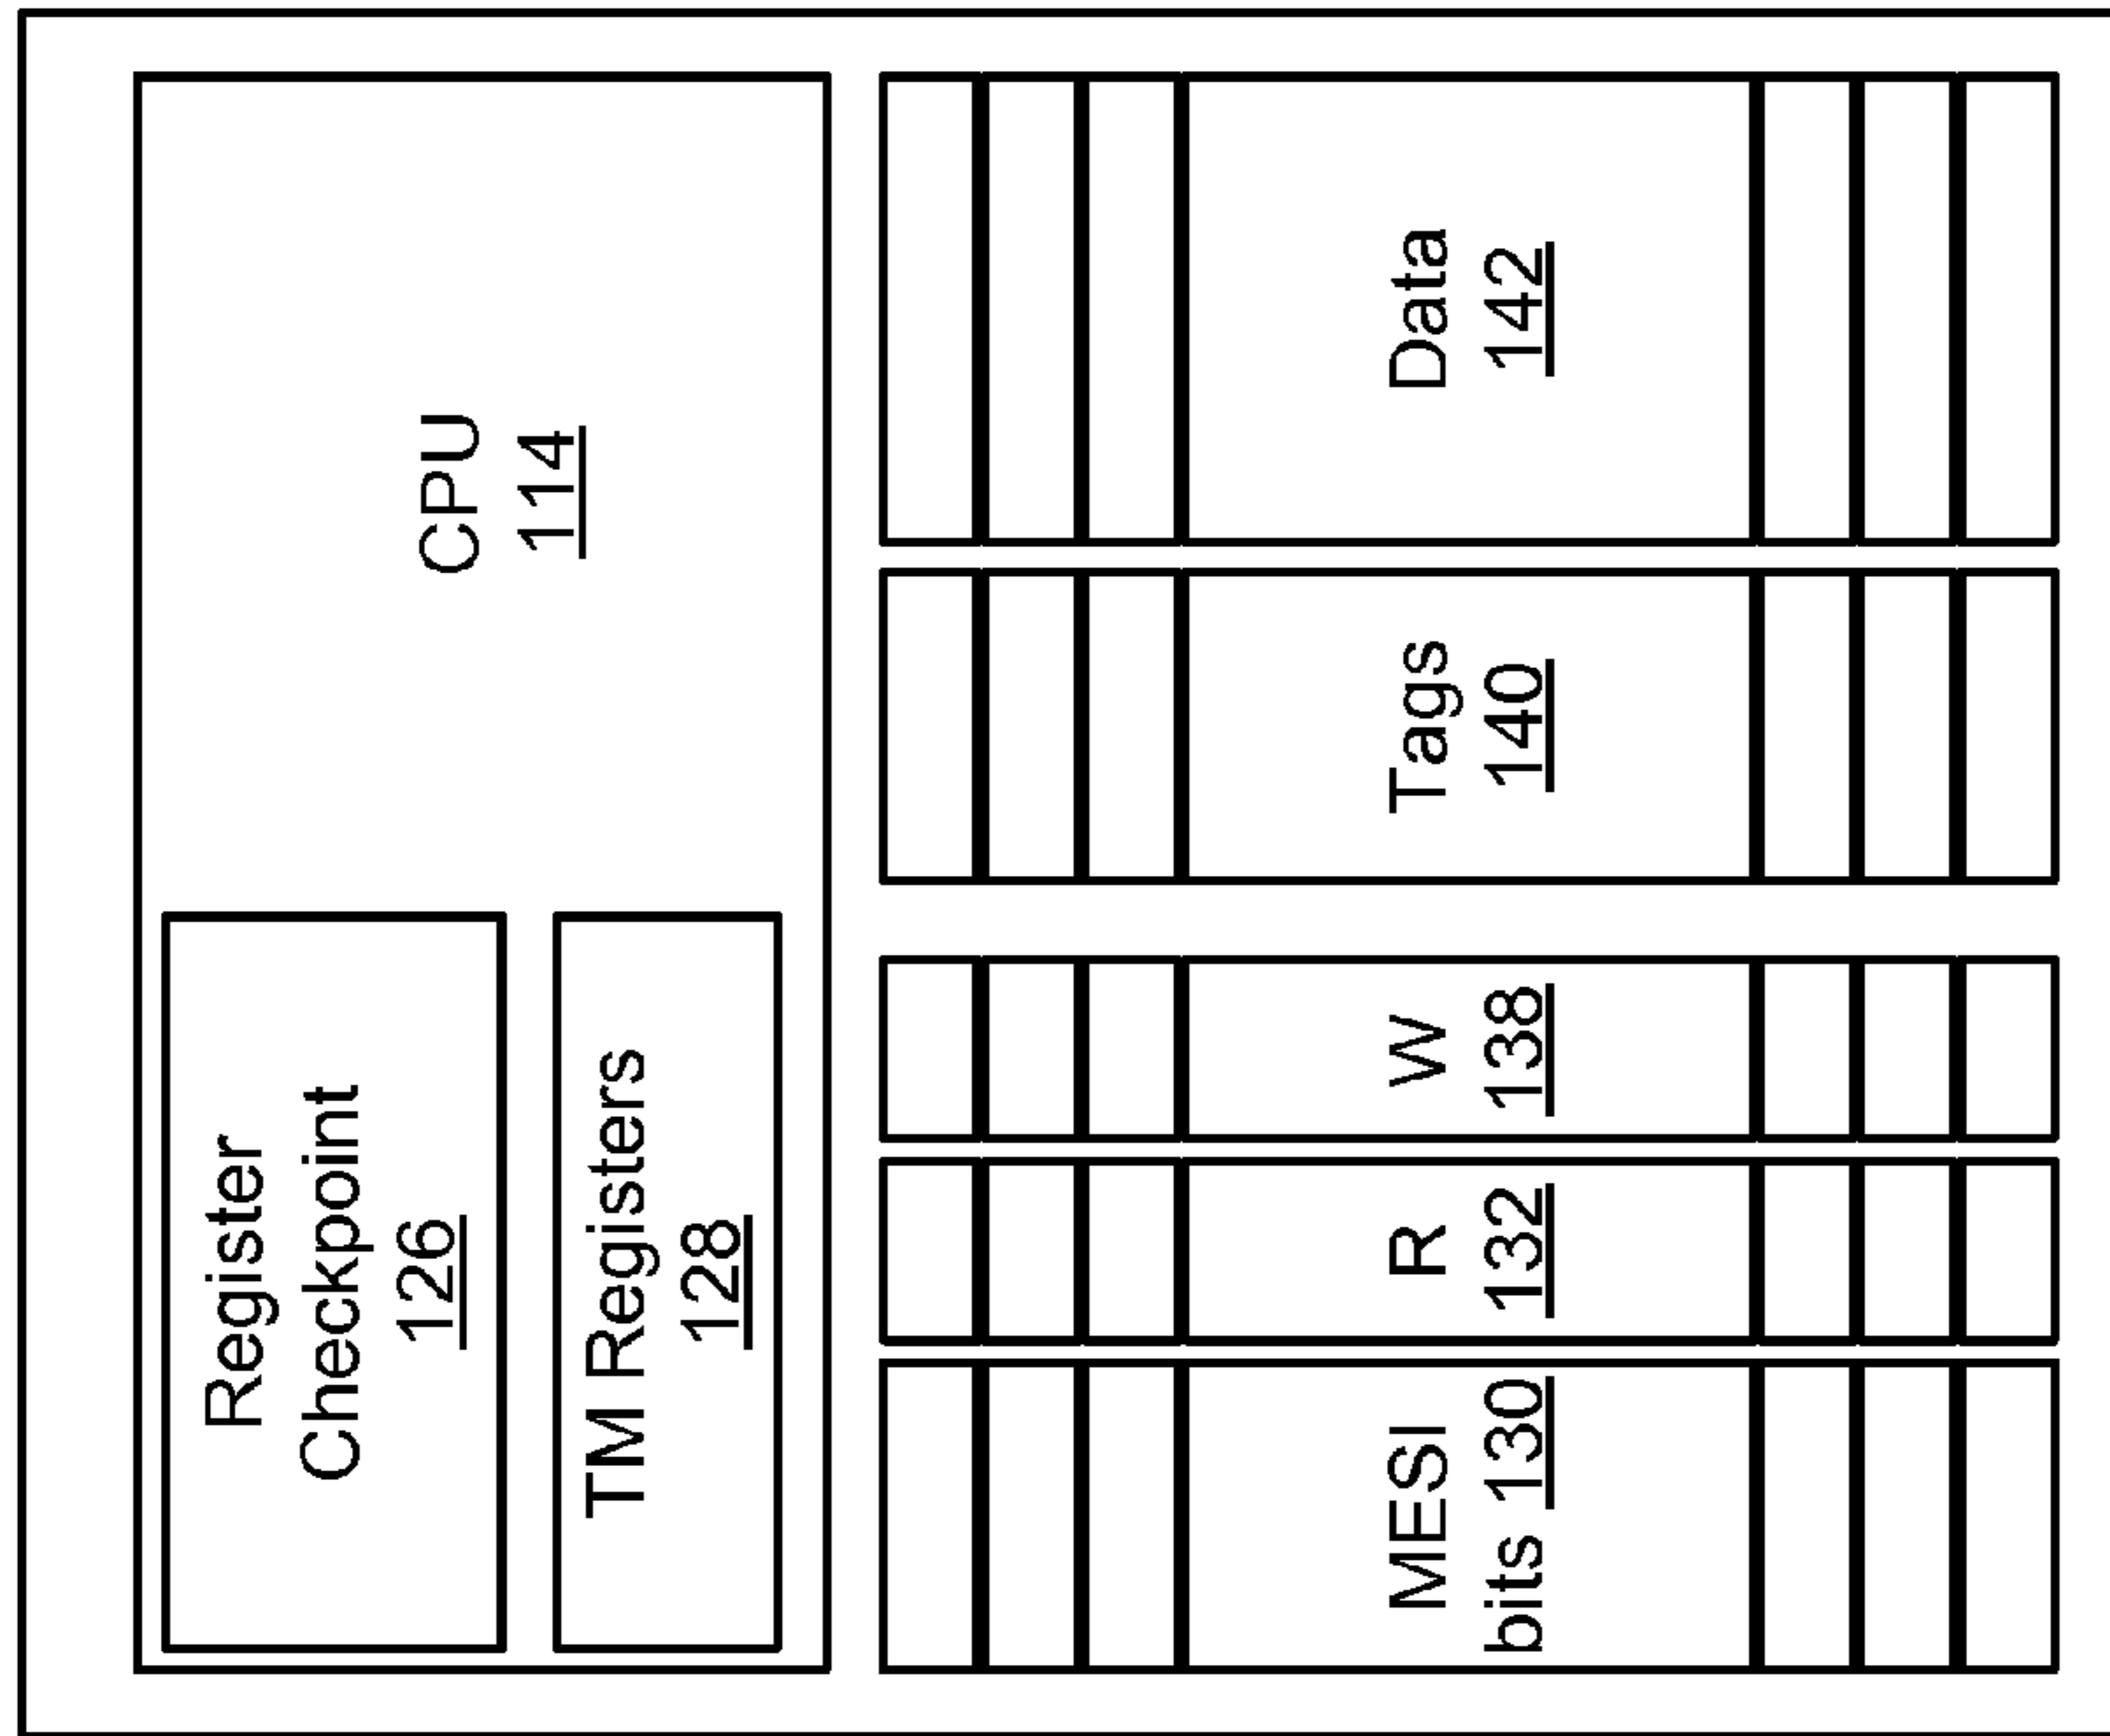 CPU
114
Register
Checkpoint
126
TM Registers
128
MESI
bits 130
R
132
W
138
Tags
140
Data
142